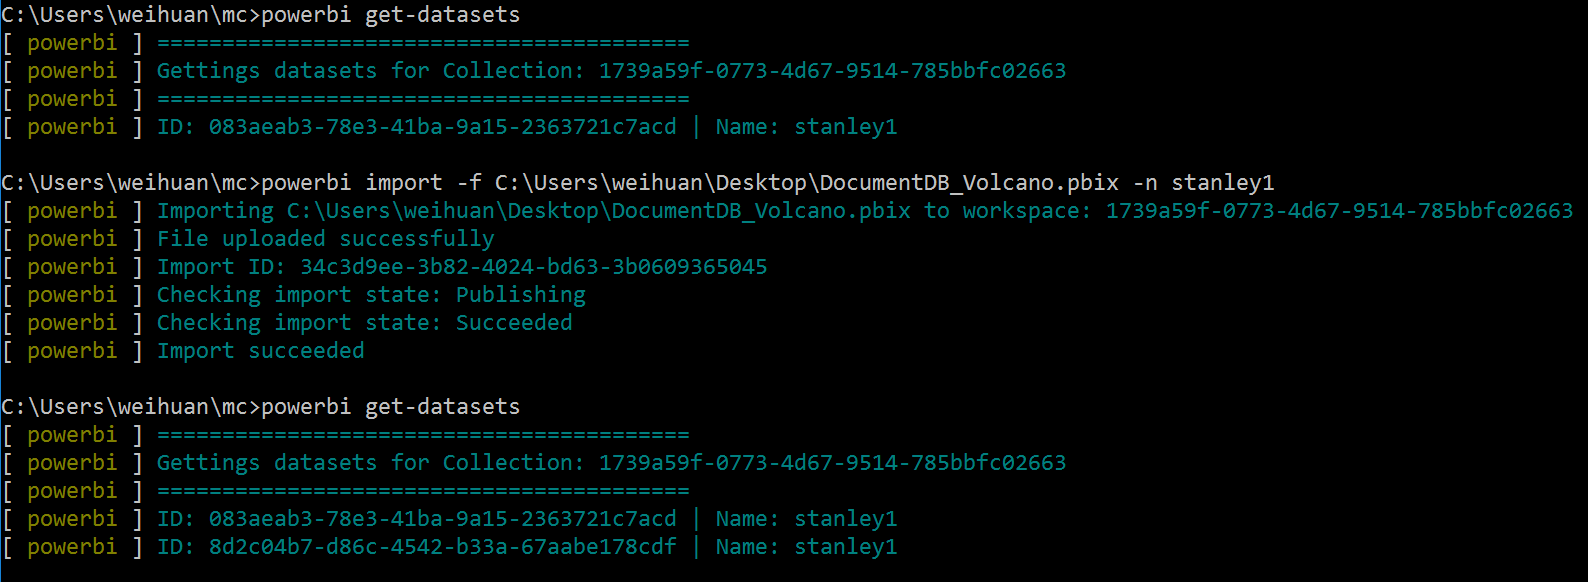 C:\Users\weihuan\mc>powerbi get-datasets
[ powerbi ] =========================================
[ powerbi ] Gettings datasets for Collection: 1739a59f-0773-4d67-9514-785bbfc02663
[ powerbi ] =========================================
[ powerbi ] ID: 083aeab3-78e3-41ba-9a15-2363721c7acd | Name: stanley1
C:\Users\weihuan\mc>powerbi import -f C:\Users\weihuan\Desktop\DocumentDB_Volcano.pbix -n stanley1
[ powerbi ] Importing C:\Users\weihuan\Desktop\DocumentDB_Volcano.pbix to workspace: 1739a59f-0773-4d67-9514-785bbfc02663
[ powerbi ] File uploaded successfully
[ powerbi ] Import ID: 34c3d9ee-3b82-4024-bd63-3b0609365045
[ powerbi ] Checking import state: Publishing
[ powerbi ] Checking import state: Succeeded
[ powerbi ] Import succeeded
C:\Users\weihuan\mc>powerbi get-datasets
[ powerbi ] =========================================
[ powerbi ] Gettings datasets for Collection: 1739a59f-0773-4d67-9514-785bbfc02663
[ powerbi ] =========================================
[ powerbi ] ID: 083aeab3-78e3-41ba-9a15-2363721c7acd | Name: stanley1
[ powerbi ] ID: 8d2c04b7-d86c-4542-b33a-67aabe178cdf | Name: stanley1